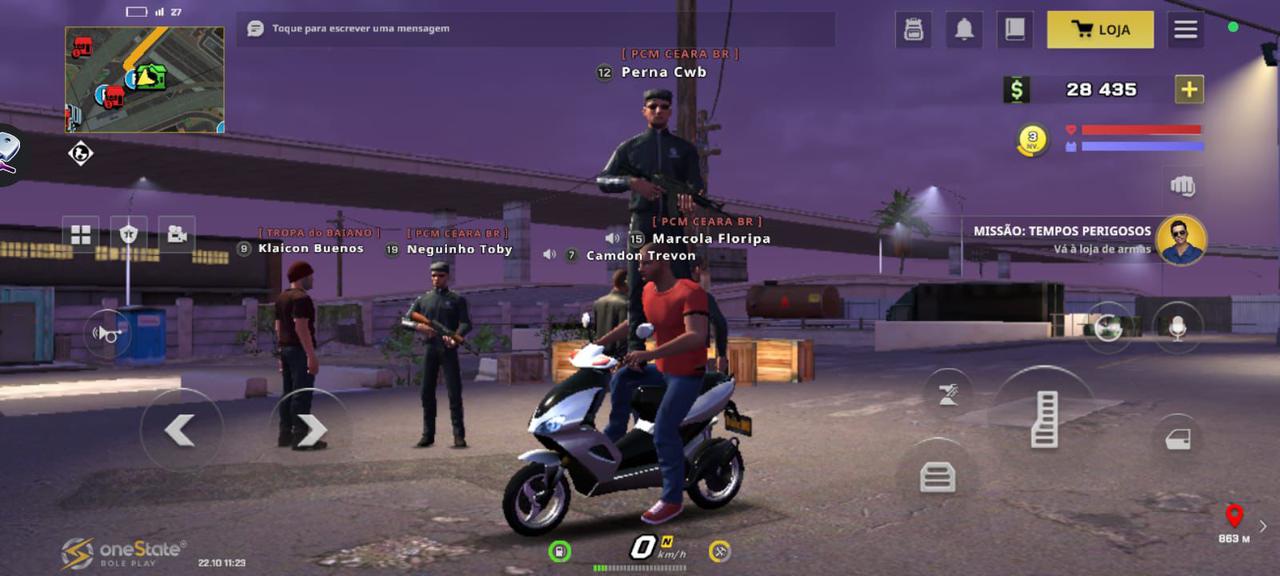 27
Toque para escrever uma mensagem
LOJA
[ PCM CEARA BR ]
12 Perna Cwb
$ 28 435 +
3
NV.
[ PCM CEARA BR ]
15 Marcola Floripa
[ TROPA do BAIANO ]
9 Klaicon Buenos
[ PCM CEARA BR ]
19 Neguinho Toby
7 Camdon Trevon
MISSÃO: TEMPOS PERIGOSOS
Vá à loja de armas
oneState®
ROLE PLAY
22.10 11:23
0 N
km/h
863 м